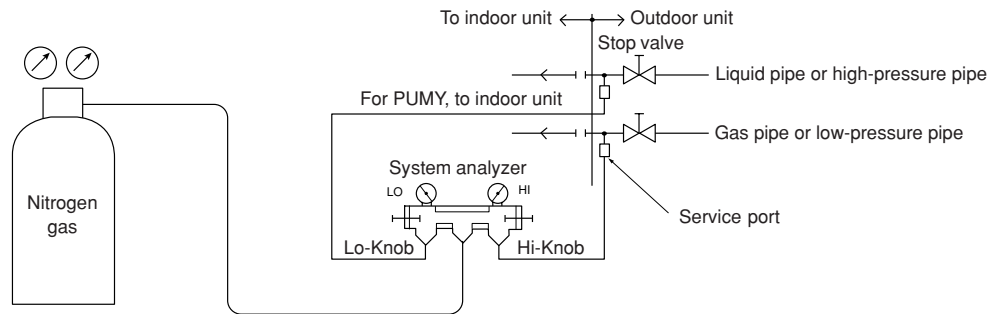 To indoor unit
Outdoor unit
Stop valve
Liquid pipe or high-pressure pipe
For PUMY, to indoor unit
Gas pipe or low-pressure pipe
System analyzer
LO
HI
Nitrogen
gas
Service port
Lo-Knob
Hi-Knob